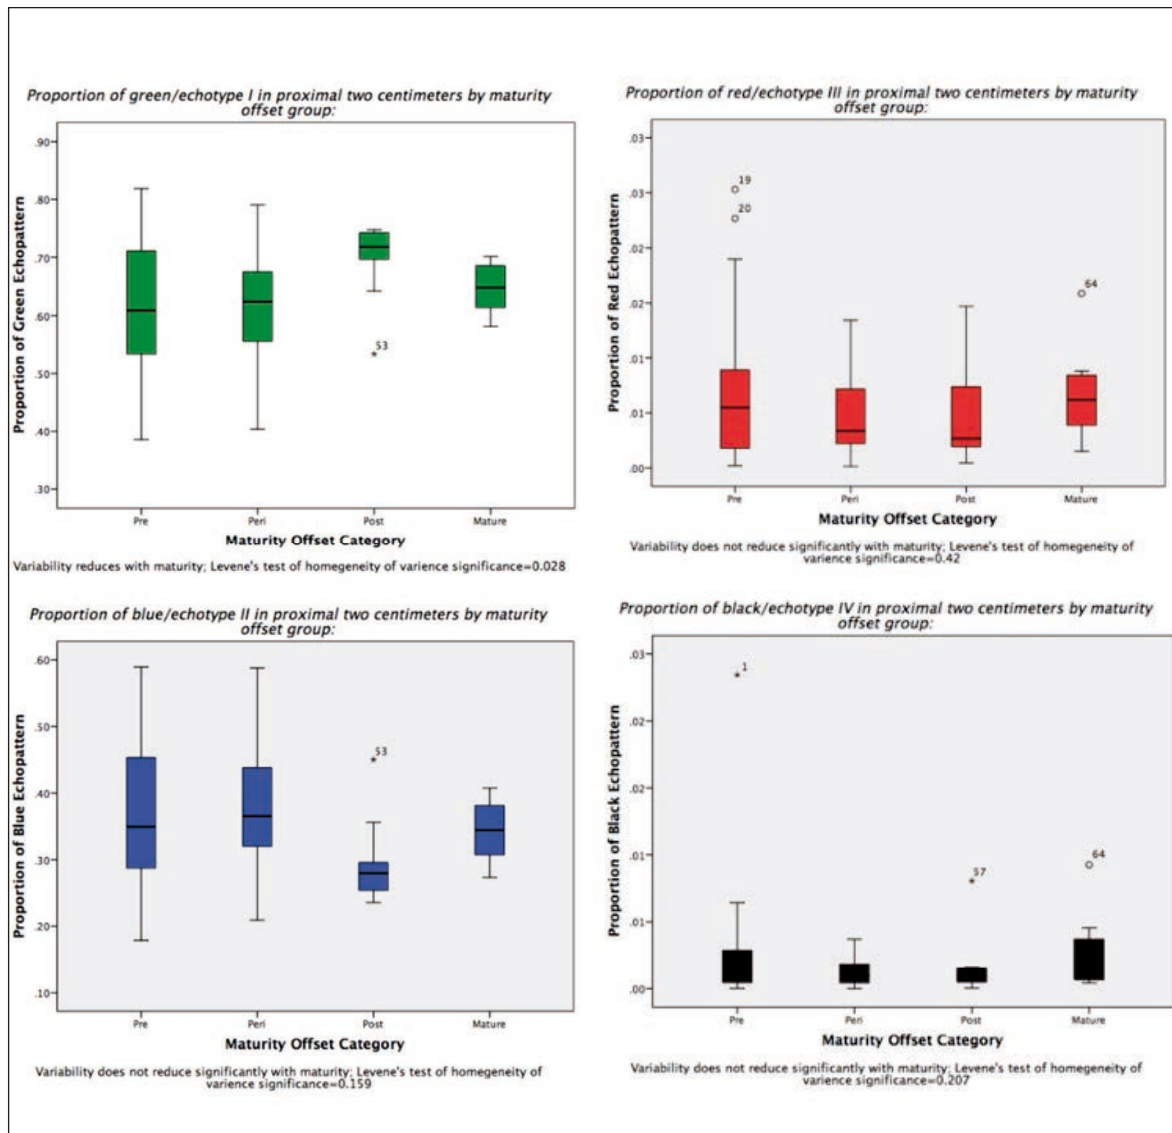 Proportion of green/echotype I in proximal two centimeters by maturity
offset group:
Proportion of Green Echopattern
.90
.80
.70
.60
.50
.40
.30
53
Pre
Peri
Post
Mature
Maturity Offset Category
Variability reduces with maturity; Levene's test of homegeneity of varience significance=0.028
Proportion of red/echotype III in proximal two centimeters by maturity
offset group:
Proportion of Red Echopattern
.03
.03
.02
.02
.01
.01
.00
19
20
64
Pre
Peri
Post
Mature
Maturity Offset Category
Variability does not reduce significantly with maturity; Levene's test of homegeneity of
varience significance=0.42
Proportion of blue/echotype II in proximal two centimeters by maturity
offset group:
Proportion of Blue Echopattern
.60
.50
.40
.30
.20
.10
53
Pre
Peri
Post
Mature
Maturity Offset Category
Variability does not reduce significantly with maturity; Levene's test of homegeneity of
varience significance=0.159
Proportion of black/echotype IV in proximal two centimeters by maturity
offset group:
Proportion of Black Echopattern
.03
.02
.02
.01
.01
.00
1
57
64
Pre
Peri
Post
Mature
Maturity Offset Category
Variability does not reduce significantly with maturity; Levene's test of homegeneity of
varience significance=0.207